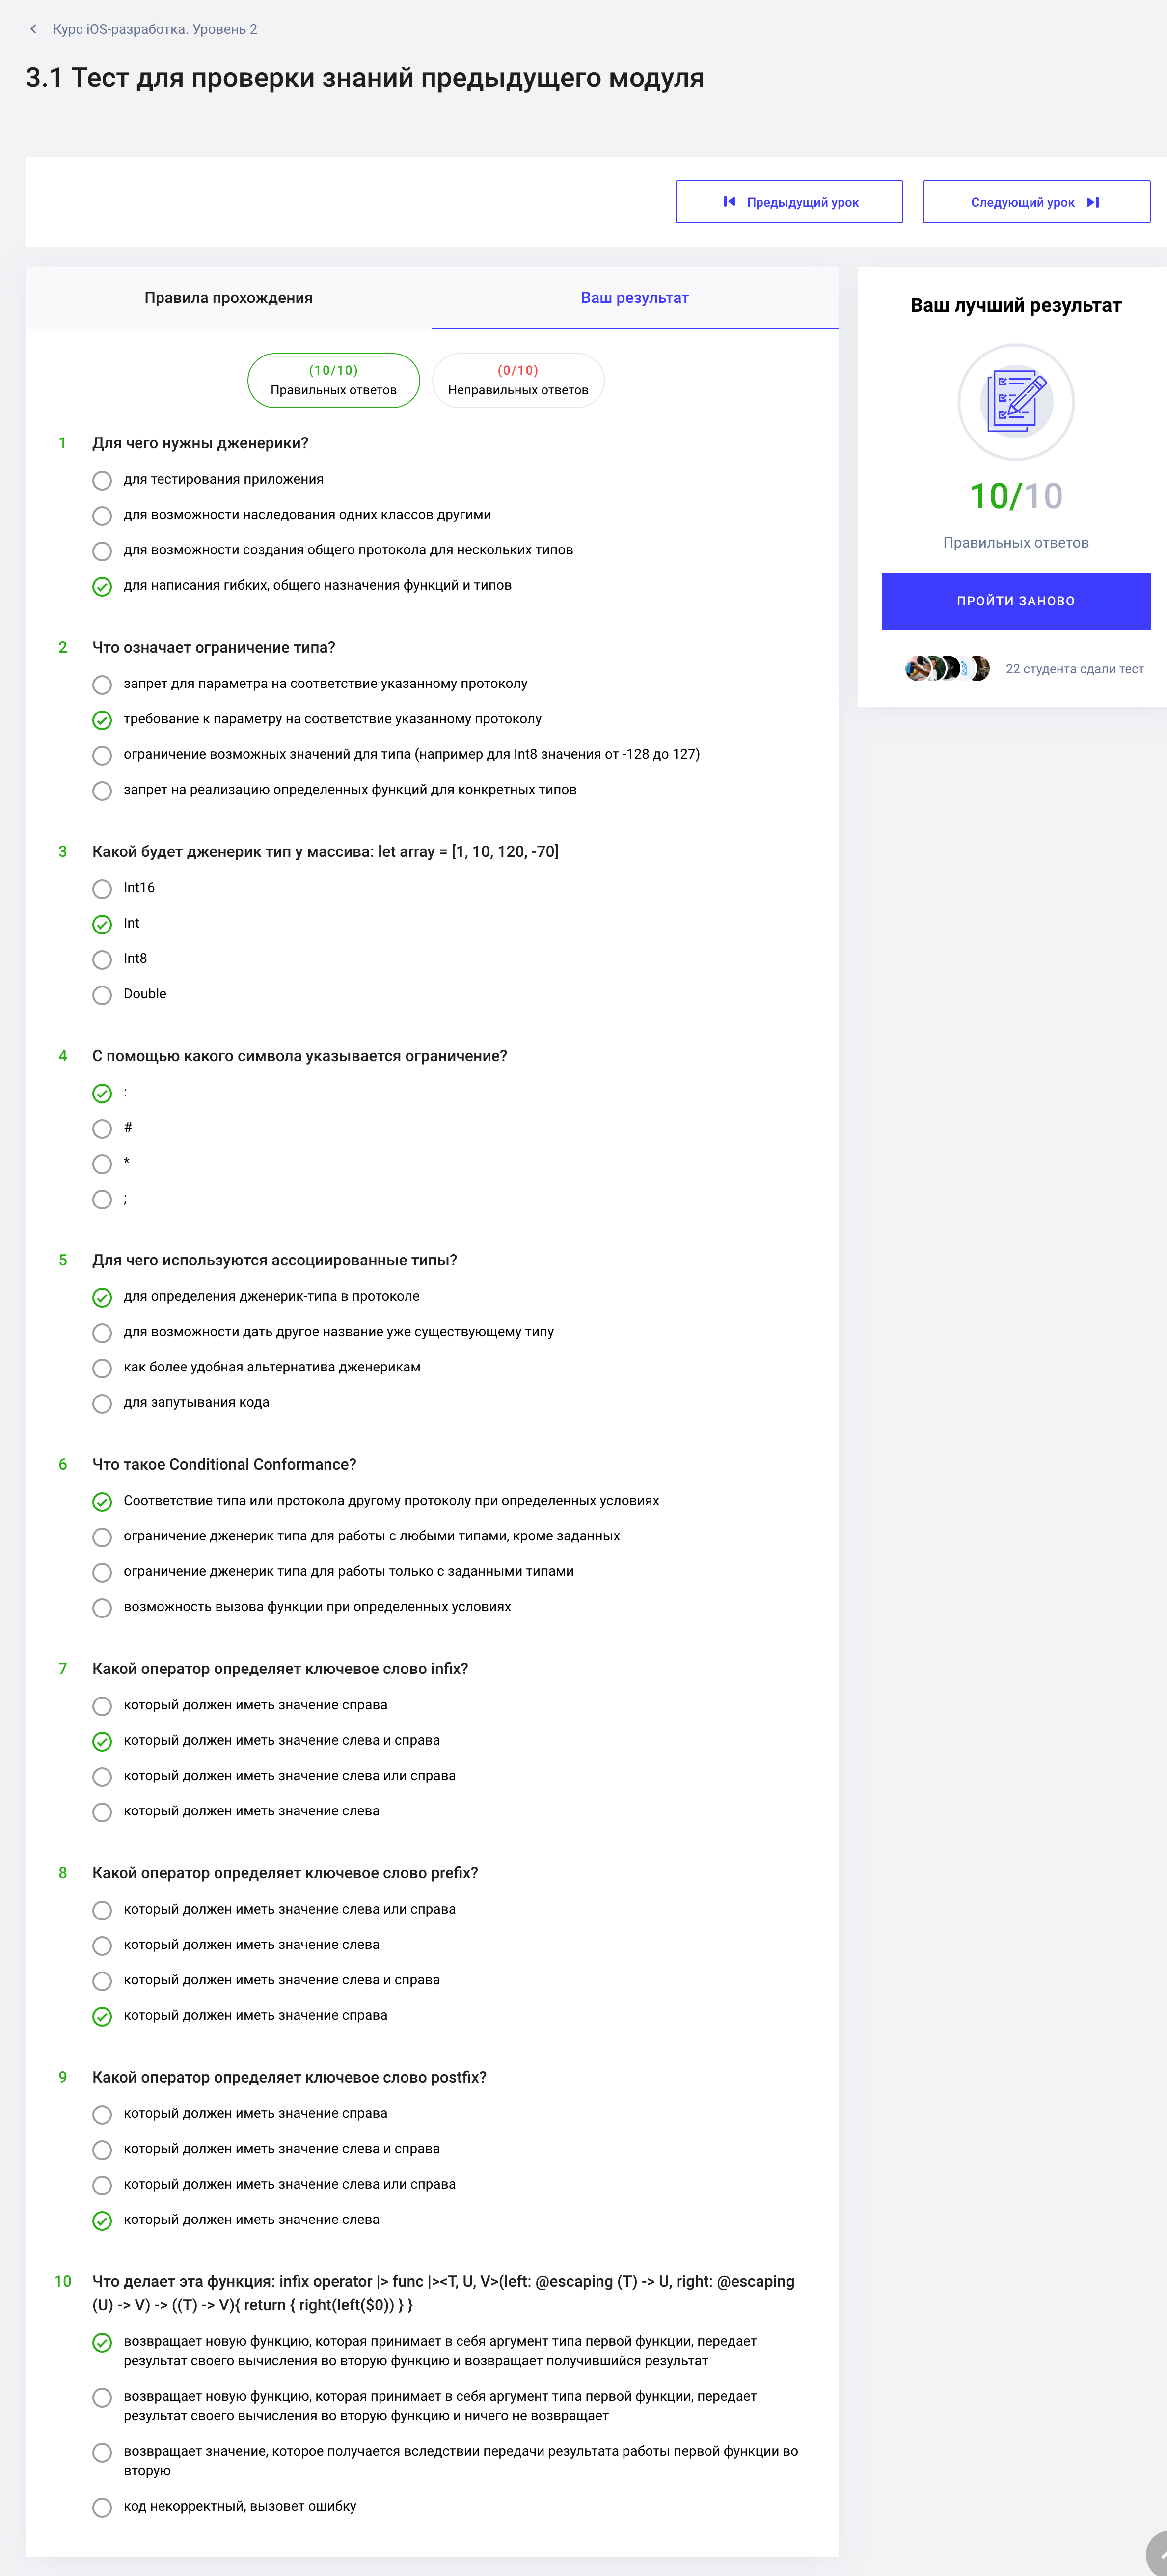 Курс iOS-разработка. Уровень 2
3.1 Тест для проверки знаний предыдущего модуля
Предыдущий урок
Следующий урок
Правила прохождения
Ваш результат
(10/10)
Правильных ответов
(0/10)
Неправильных ответов
1 Для чего нужны дженерики?
для тестирования приложения
для возможности наследования одних классов другими
для возможности создания общего протокола для нескольких типов
для написания гибких, общего назначения функций и типов
2 Что означает ограничение типа?
запрет для параметра на соответствие указанному протоколу
требование к параметру на соответствие указанному протоколу
ограничение возможных значений для типа (например для Int8 значения от -128 до 127)
запрет на реализацию определенных функций для конкретных типов
3 Какой будет дженерик тип у массива: let array = [1, 10, 120, -70]
Int16
Int
Int8
Double
4 С помощью какого символа указывается ограничение?
:
#
*
;
5 Для чего используются ассоциированные типы?
для определения дженерик-типа в протоколе
для возможности дать другое название уже существующему типу
как более удобная альтернатива дженерикам
для запутывания кода
6 Что такое Conditional Conformance?
Соответствие типа или протокола другому протоколу при определенных условиях
ограничение дженерик типа для работы с любыми типами, кроме заданных
ограничение дженерик типа для работы только с заданными типами
возможность вызова функции при определенных условиях
7 Какой оператор определяет ключевое слово infix?
который должен иметь значение справа
который должен иметь значение слева и справа
который должен иметь значение слева или справа
который должен иметь значение слева
8 Какой оператор определяет ключевое слово prefix?
который должен иметь значение слева или справа
который должен иметь значение слева
который должен иметь значение слева и справа
который должен иметь значение справа
9 Какой оператор определяет ключевое слово postfix?
который должен иметь значение справа
который должен иметь значение слева и справа
который должен иметь значение слева или справа
который должен иметь значение слева
10 Что делает эта функция: infix operator |> func |><T, U, V>(left: @escaping (T) -> U, right: @escaping
(U) -> V) -> ((T) -> V){ return { right(left($0)) } }
возвращает новую функцию, которая принимает в себя аргумент типа первой функции, передает
результат своего вычисления во вторую функцию и возвращает получившийся результат
возвращает новую функцию, которая принимает в себя аргумент типа первой функции, передает
результат своего вычисления во вторую функцию и ничего не возвращает
возвращает значение, которое получается вследствии передачи результата работы первой функции во
вторую
код некорректный, вызовет ошибку
Ваш лучший результат
10/10
Правильных ответов
ПРОЙТИ ЗАНОВО
22 студента сдали тест